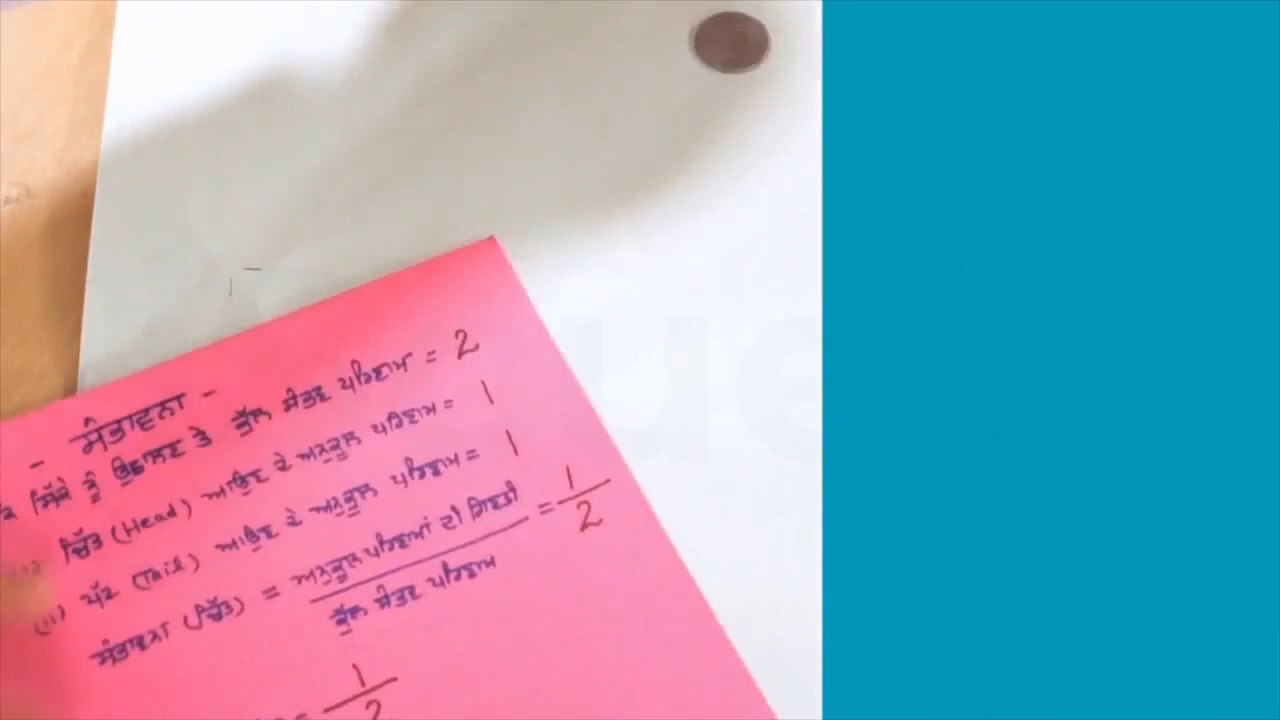 - ਸੰਭਾਵਨਾ -
ਸਿੱਕੇ ਨੂੰ ਉਛਾਲਣ ਤੇ ਕੁੱਲ ਸੰਭਵ ਪਰਿਣਾਮ = 2
ਚਿੱਤ (Head) ਆਉਣ ਦੇ ਅਨੁਕੂਲ ਪਰਿਣਾਮ = 1
(ii) ਪੱਟ (Tail) ਆਉਣ ਦੇ ਅਨੁਕੂਲ ਪਰਿਣਾਮ = 1
ਸੰਭਾਵਨਾ (ਚਿੱਤ) = ਅਨੁਕੂਲ ਪਰਿਣਾਮਾਂ ਦੀ ਗਿਣਤੀ / ਕੁੱਲ ਸੰਭਵ ਪਰਿਣਾਮ = 1/2
= 1/2